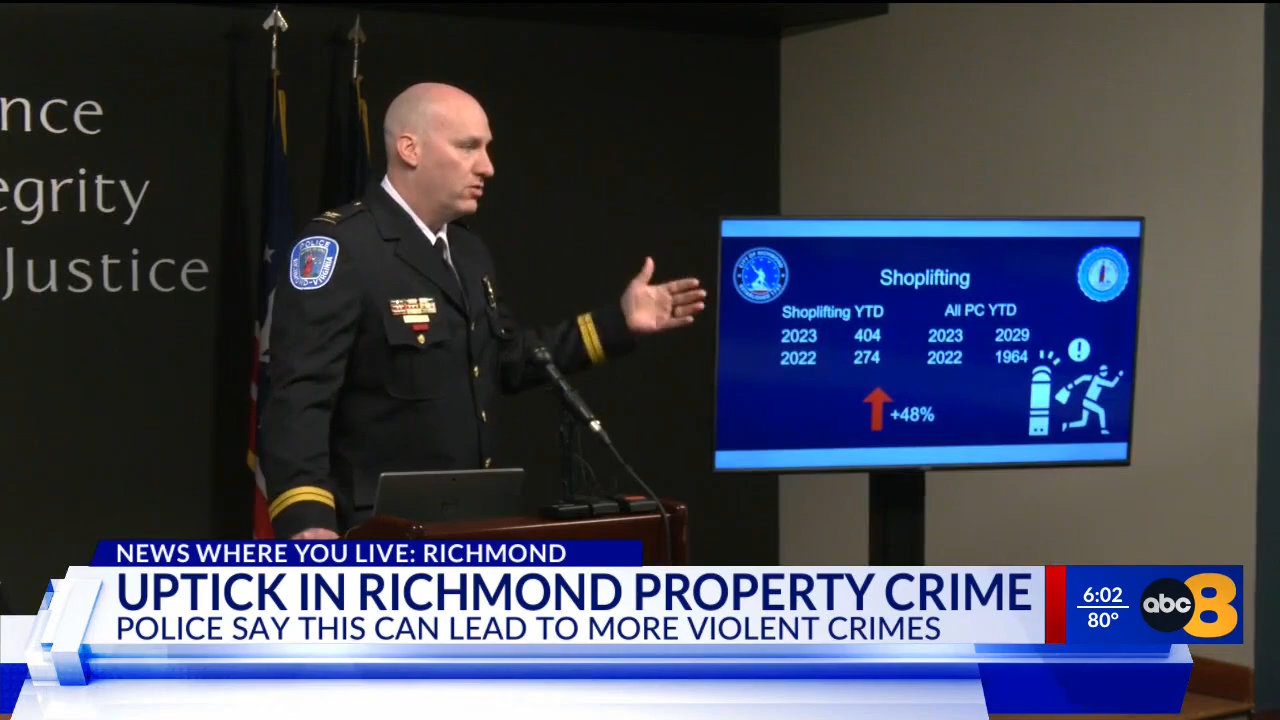 nce
egrity
Justice
POLICE
Shoplifting
Shoplifting YTD
2023 404
2022 274
All PC YTD
2023 2029
2022 1964
+48%
NEWS WHERE YOU LIVE: RICHMOND
UPTICK IN RICHMOND PROPERTY CRIME
POLICE SAY THIS CAN LEAD TO MORE VIOLENT CRIMES
6:02
80°
abc 8